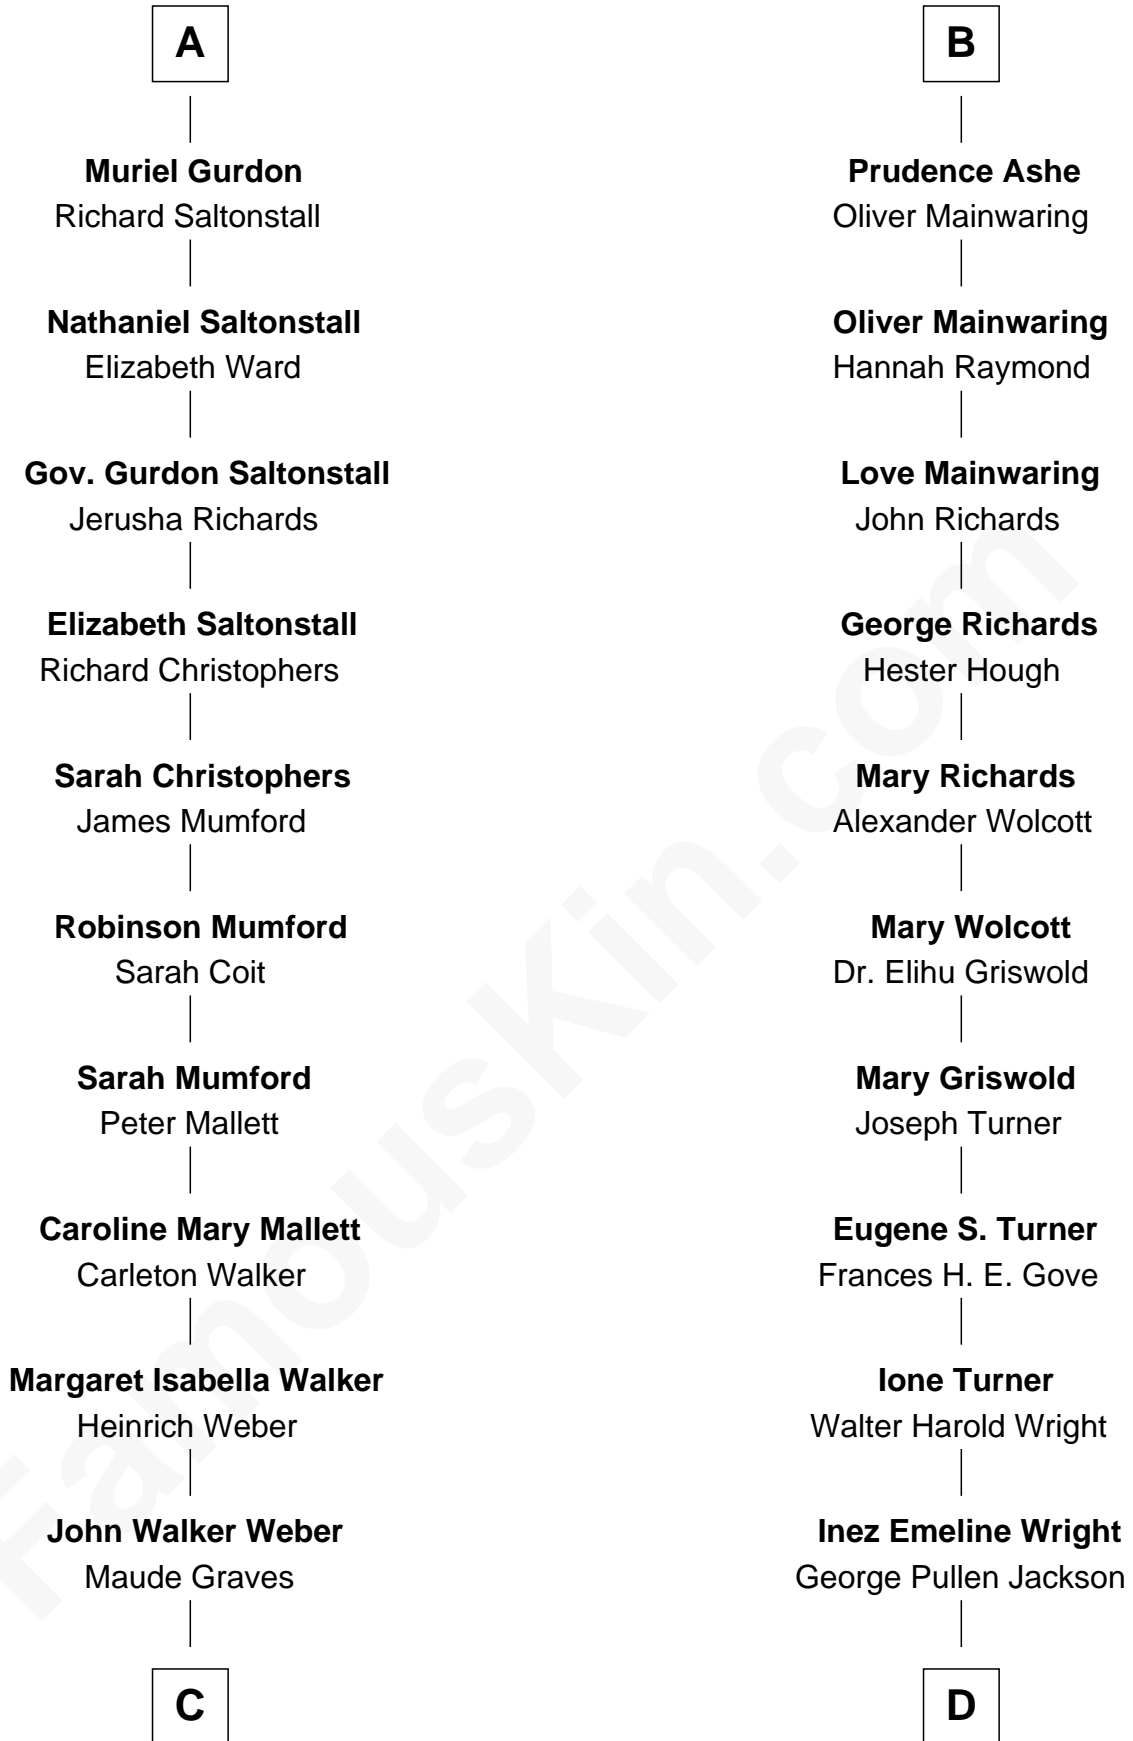 A
Muriel Gurdon
Richard Saltonstall
Nathaniel Saltonstall
Elizabeth Ward
Gov. Gurdon Saltonstall
Jerusha Richards
Elizabeth Saltonstall
Richard Christophers
Sarah Christophers
James Mumford
Robinson Mumford
Sarah Coit
Sarah Mumford
Peter Mallett
Caroline Mary Mallett
Carleton Walker
Margaret Isabella Walker
Heinrich Weber
John Walker Weber
Maude Graves
C
B
Prudence Ashe
Oliver Mainwaring
Oliver Mainwaring
Hannah Raymond
Love Mainwaring
John Richards
George Richards
Hester Hough
Mary Richards
Alexander Wolcott
Mary Wolcott
Dr. Elihu Griswold
Mary Griswold
Joseph Turner
Eugene S. Turner
Frances H. E. Gove
Ione Turner
Walter Harold Wright
Inez Emeline Wright
George Pullen Jackson
D
FamousKin.com